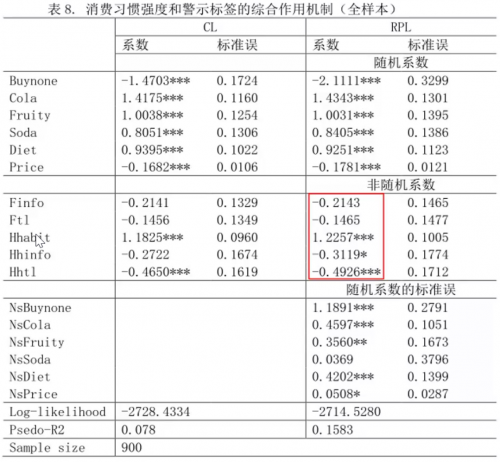 表 8. 消费习惯强度和警示标签的综合作用机制（全样本）
CL RPL
系数 标准误 系数 标准误
随机系数
Buynone -1.4703*** 0.1724 -2.1111*** 0.3299
Cola 1.4175*** 0.1160 1.4343*** 0.1301
Fruity 1.0038*** 0.1254 1.0031*** 0.1395
Soda 0.8051*** 0.1306 0.8405*** 0.1386
Diet 0.9395*** 0.1022 0.9251*** 0.1123
Price -0.1682*** 0.0106 -0.1781*** 0.0121
非随机系数
Finfo -0.2141 0.1329 -0.2143 0.1465
Ftl -0.1456 0.1349 -0.1465 0.1477
Hhabit 1.1825*** 0.0960 1.2257*** 0.1005
Hhinfo -0.2722 0.1674 -0.3119* 0.1774
Hhtl -0.4650*** 0.1619 -0.4926*** 0.1712
随机系数的标准误
NsBuynone 1.1891*** 0.2791
NsCola 0.4597*** 0.1051
NsFruity 0.3560** 0.1673
NsSoda 0.0369 0.3796
NsDiet 0.4202*** 0.1399
NsPrice 0.0508* 0.0287
Log-likelihood -2728.4334 -2714.5280
Psedo-R2 0.078 0.1583
Sample size 900